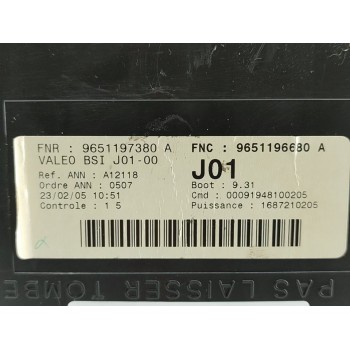 FNR : 9651197380 A FNC : 9651196680 A
VALEO BSI J01-00 J01
Ref. ANN : A12118 Boot : 9.31
Ordre ANN : 0507 Cmd : 00091948100205
23/02/05 10:51 Puissance : 1687210205
Controle : 1 5
PAS LAISSER TOMBE